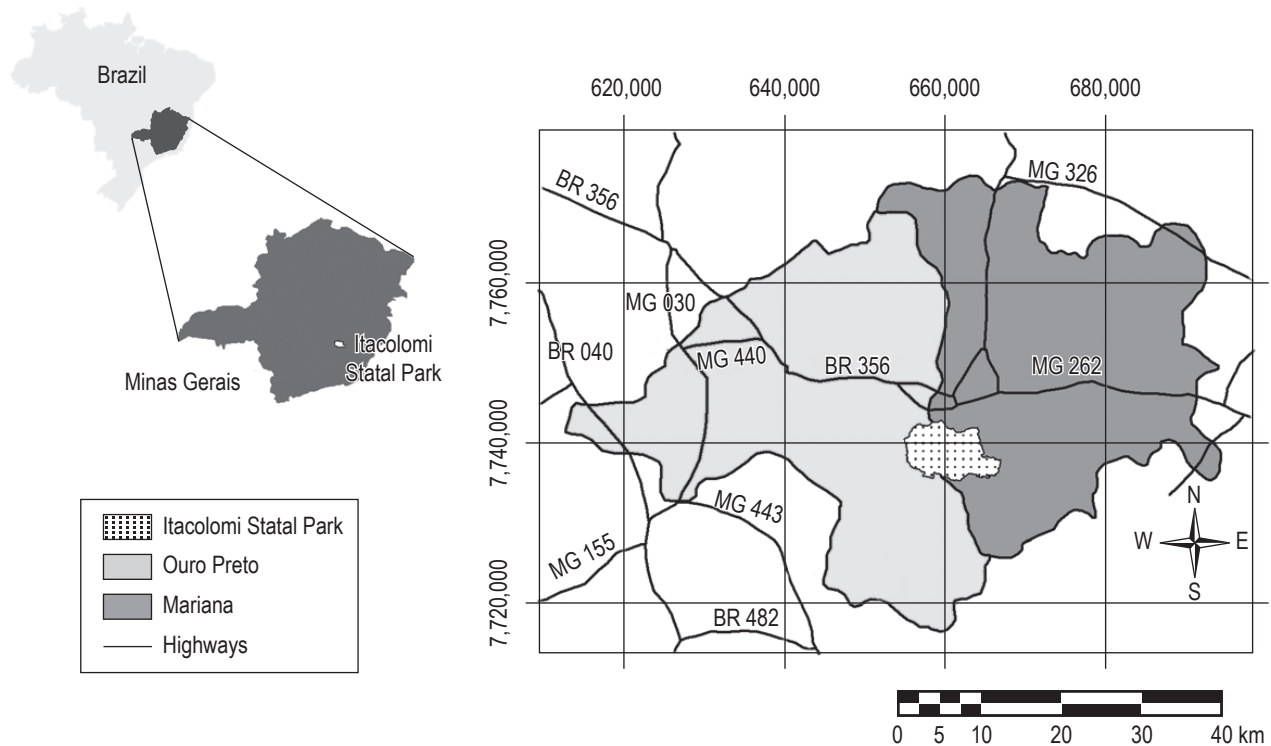 Brazil
Itacolomi
Statal Park
Minas Gerais
Itacolomi Statal Park
Ouro Preto
Mariana
Highways
620,000
640,000
660,000
680,000
7,760,000
7,740,000
7,720,000
BR 356
MG 326
MG 030
BR 040
MG 440
BR 356
MG 262
MG 443
MG 155
BR 482
N
W
E
S
0 5 10 20 30 40 km